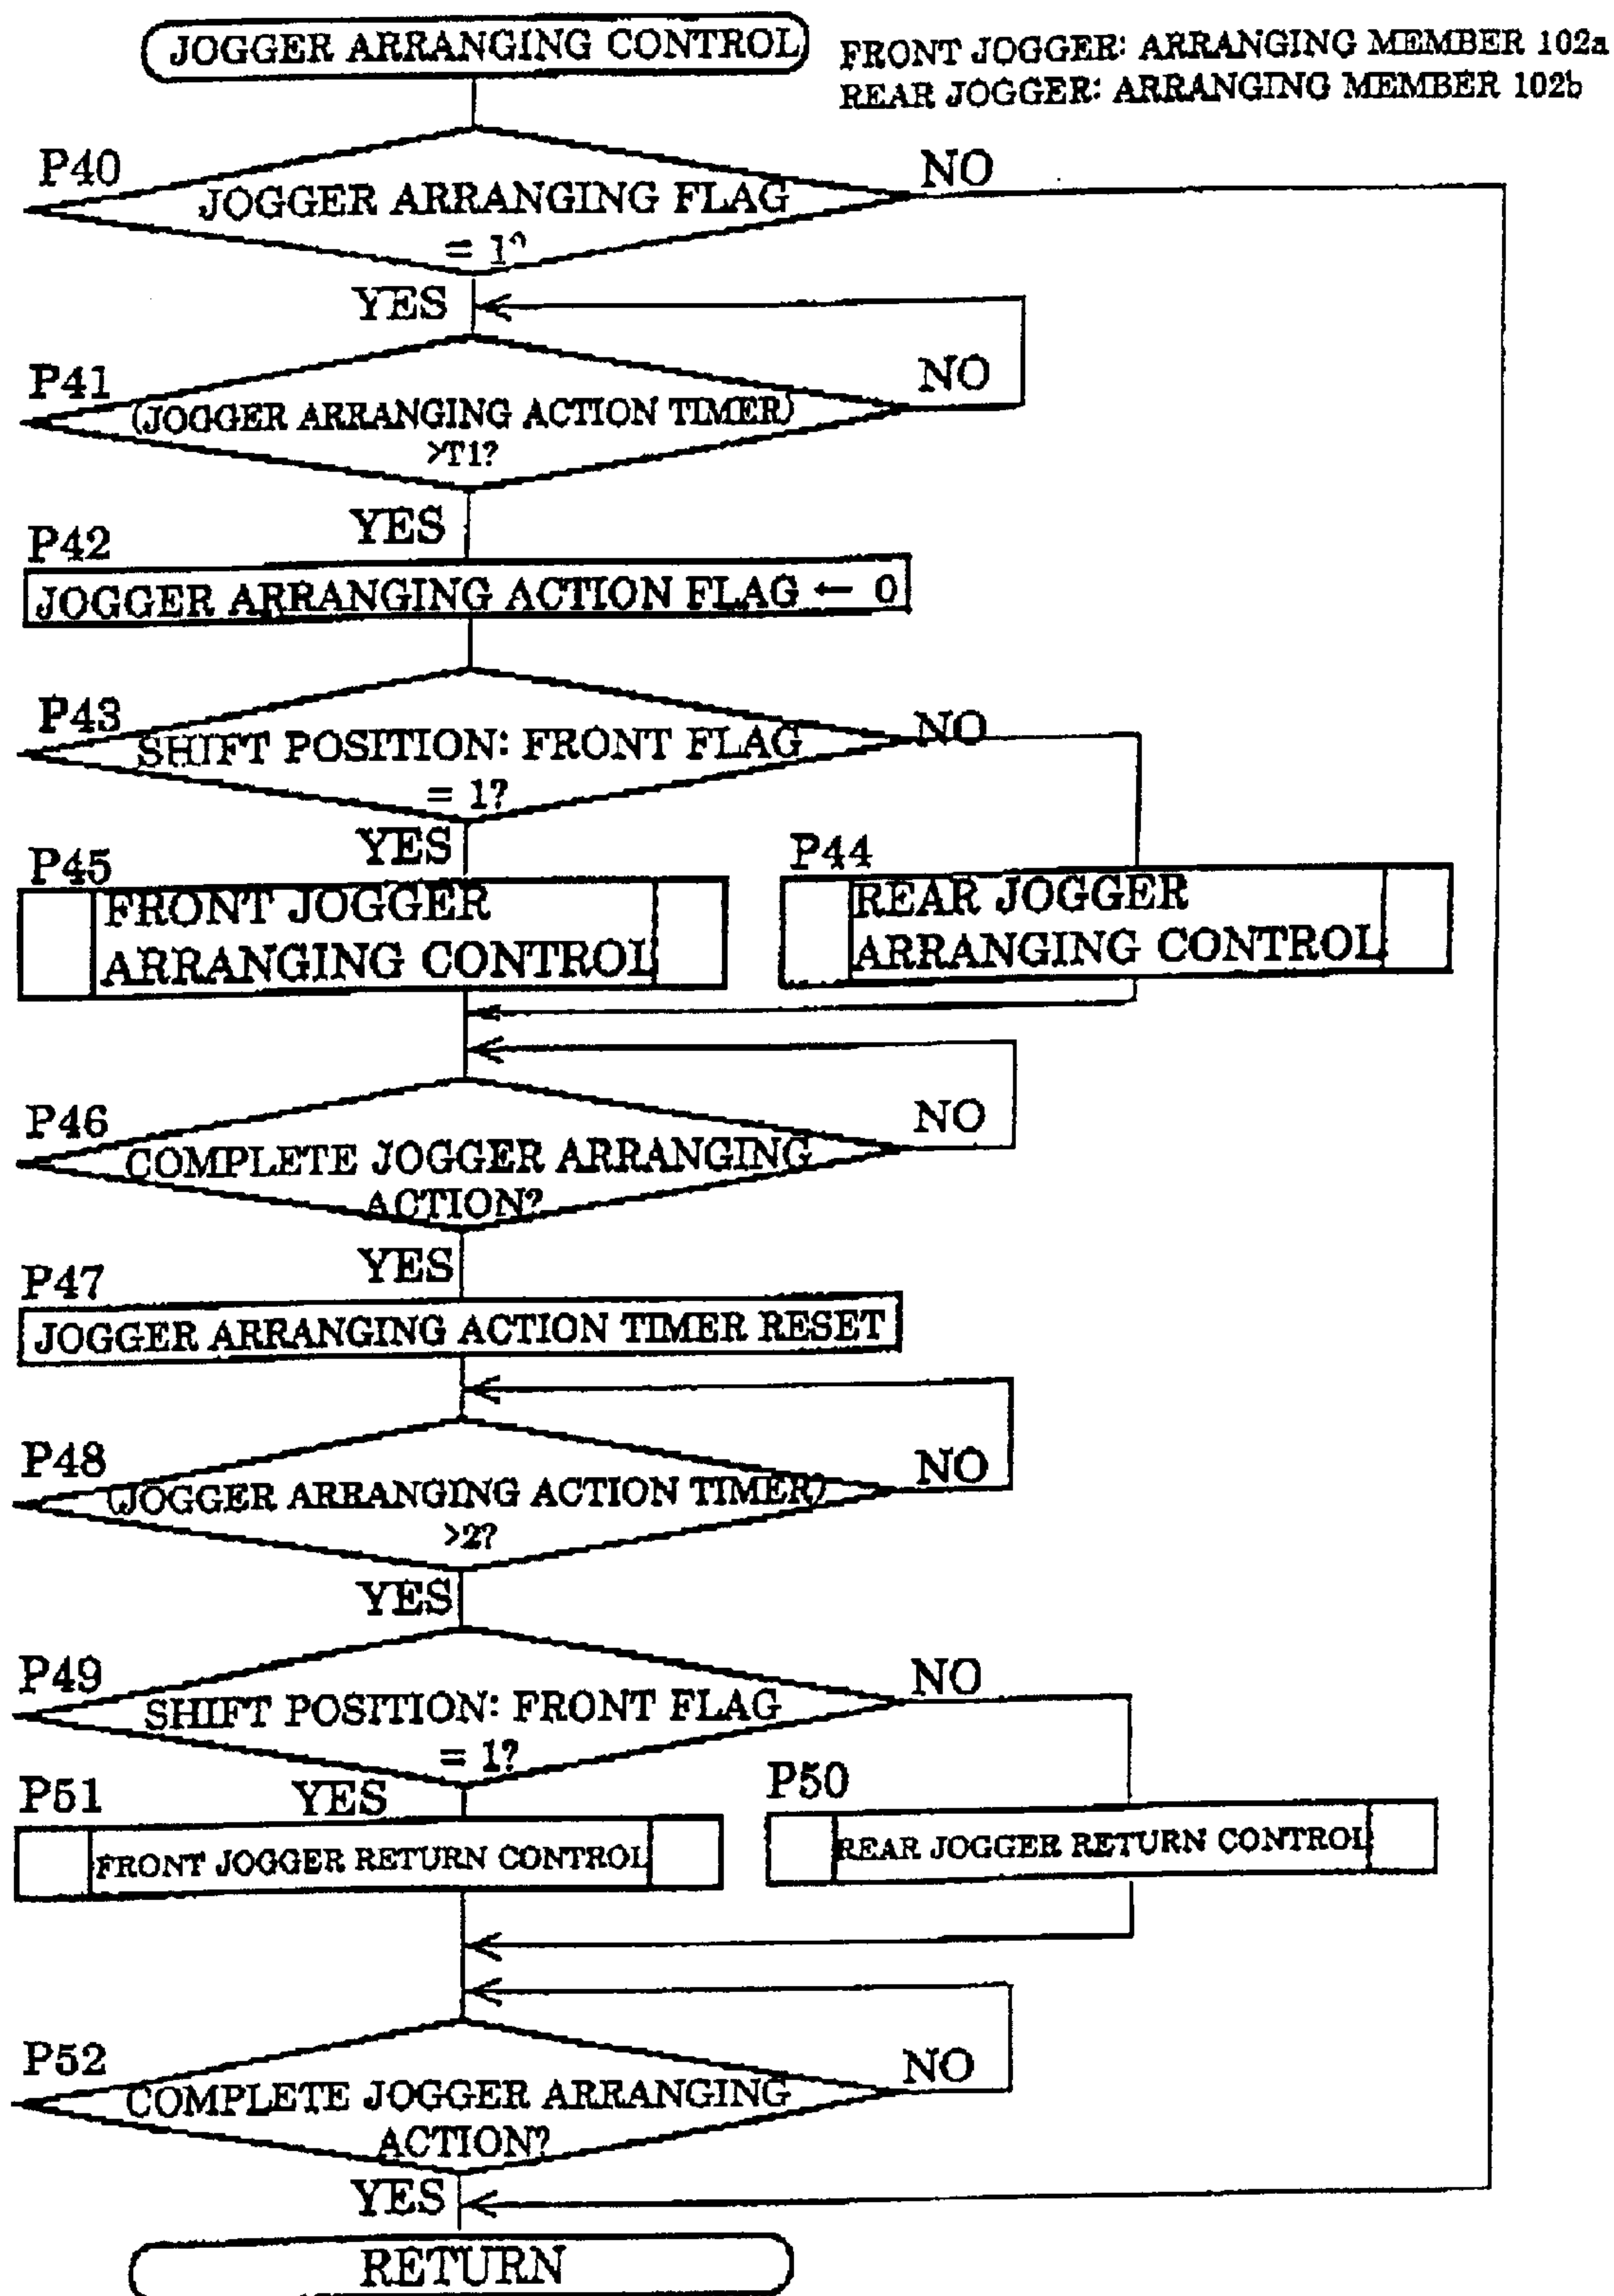 JOGGER ARRANGING CONTROL
FRONT JOGGER: ARRANGING MEMBER 102a
REAR JOGGER: ARRANGING MEMBER 102b
P40
NO
JOGGER ARRANGING FLAG
= 1?
YES
P41
NO
(JOGGER ARRANGING ACTION TIMER)
>T1?
YES
P42
JOGGER ARRANGING ACTION FLAG ← 0
P43
NO
SHIFT POSITION: FRONT FLAG
= 1?
YES
P45
P44
FRONT JOGGER
ARRANGING CONTROL
REAR JOGGER
ARRANGING CONTROL
P46
NO
COMPLETE JOGGER ARRANGING
ACTION?
YES
P47
JOGGER ARRANGING ACTION TIMER RESET
P48
NO
(JOGGER ARRANGING ACTION TIMER)
>2?
YES
P49
NO
SHIFT POSITION: FRONT FLAG
= 1?
YES
P51
P50
FRONT JOGGER RETURN CONTROL
REAR JOGGER RETURN CONTROL
P52
NO
COMPLETE JOGGER ARRANGING
ACTION?
YES
RETURN